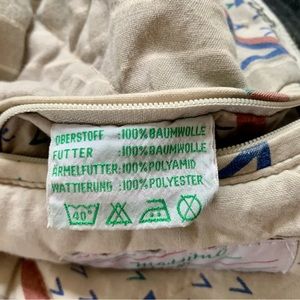 OBERSTOFF :100%BAUMWOLLE
FUTTER :100%BAUMWOLLE
ÄRMELFUTTER :100%POLYAMID
WATTIERUNG :100%POLYESTER
40°